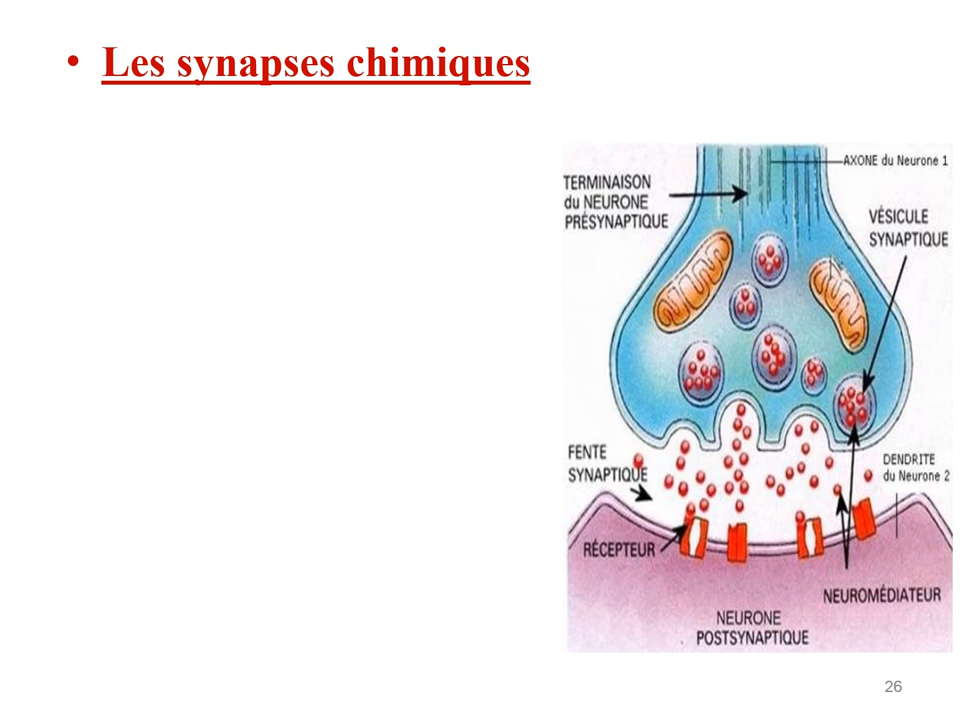 • Les synapses chimiques
AXONE du Neurone 1
TERMINAISON
du NEURONE
PRÉSYNAPTIQUE
VÉSICULE
SYNAPTIQUE
FENTE
SYNAPTIQUE
DENDRITE
du Neurone 2
RÉCEPTEUR
NEUROMÉDIATEUR
NEURONE
POSTSYNAPTIQUE
26